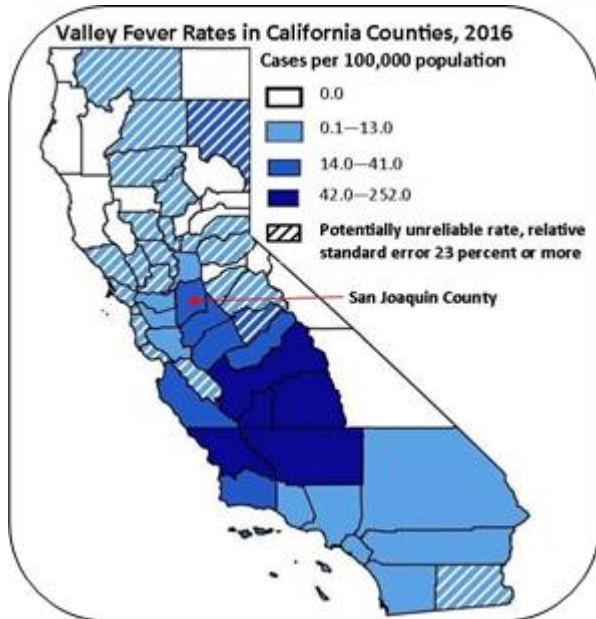 Valley Fever Rates in California Counties, 2016
Cases per 100,000 population
0.0
0.1—13.0
14.0—41.0
42.0—252.0
Potentially unreliable rate, relative
standard error 23 percent or more
San Joaquin County